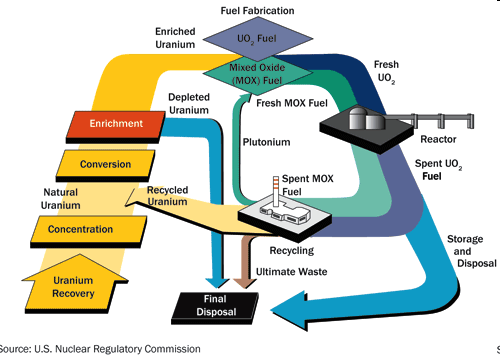 Fuel Fabrication
Enriched
Uranium
UO₂ Fuel
Mixed Oxide
(MOX) Fuel
Fresh
UO₂
Depleted
Uranium
Fresh MOX Fuel
Enrichment
Reactor
Plutonium
Conversion
Spent UO₂
Fuel
Spent MOX
Fuel
Natural
Uranium
Recycled
Uranium
Concentration
Recycling
Storage
and
Disposal
Uranium
Recovery
Ultimate Waste
Final
Disposal
Source: U.S. Nuclear Regulatory Commission
S